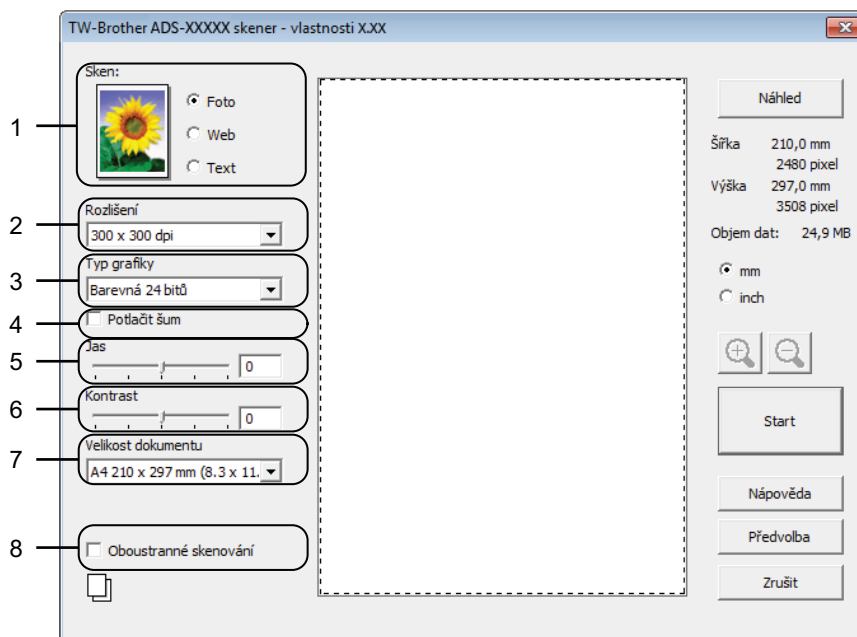 TW-Brother ADS-XXXXX skener - vlastnosti X.XX
1
Sken:
Foto
Web
Text
2
Rozlišení
300 x 300 dpi
3
Typ grafiky
Barevná 24 bitů
4
Potlačit šum
5
Jas
0
6
Kontrast
0
7
Velikost dokumentu
A4 210 x 297 mm (8.3 x 11.
8
Oboustranné skenování
Náhled
Šířka 210,0 mm
2480 pixel
Výška 297,0 mm
3508 pixel
Objem dat: 24,9 MB
mm
inch
Start
Nápověda
Předvolba
Zrušit